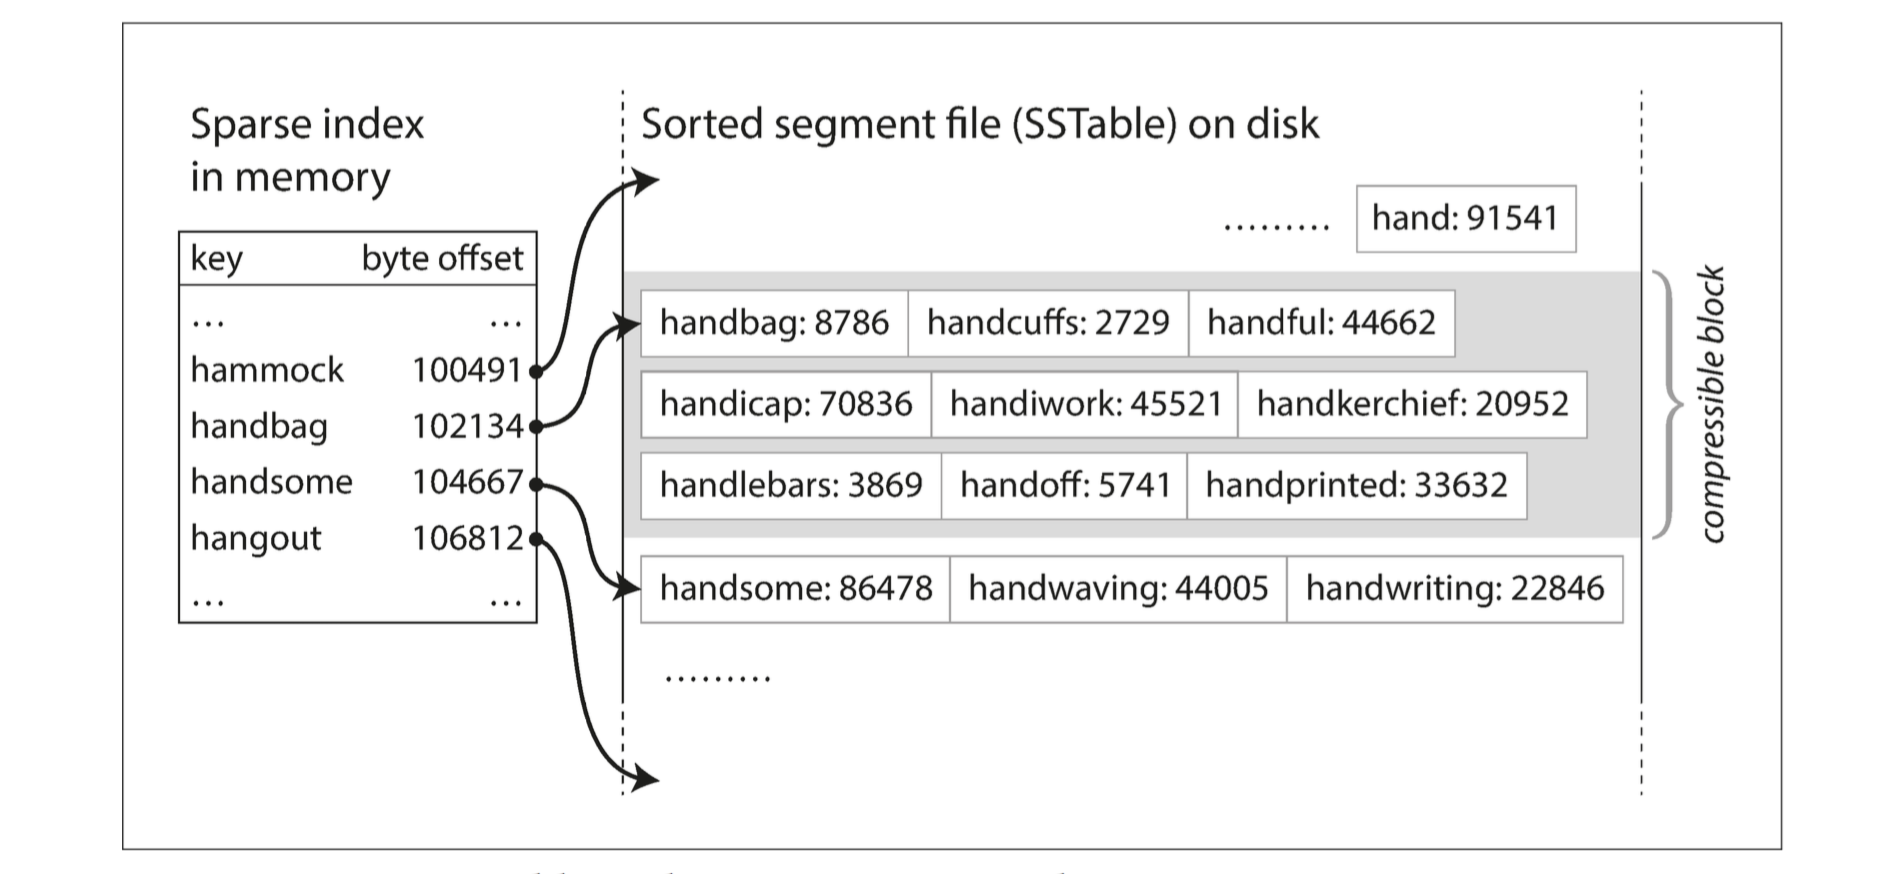 Sparse index
in memory
key byte offset
... ...
hammock 100491
handbag 102134
handsome 104667
hangout 106812
... ...
Sorted segment file (SSTable) on disk
......... hand: 91541
handbag: 8786 handcuffs: 2729 handful: 44662
handicap: 70836 handiwork: 45521 handkerchief: 20952
handlebars: 3869 handoff: 5741 handprinted: 33632
handsome: 86478 handwaving: 44005 handwriting: 22846
.........
compressible block